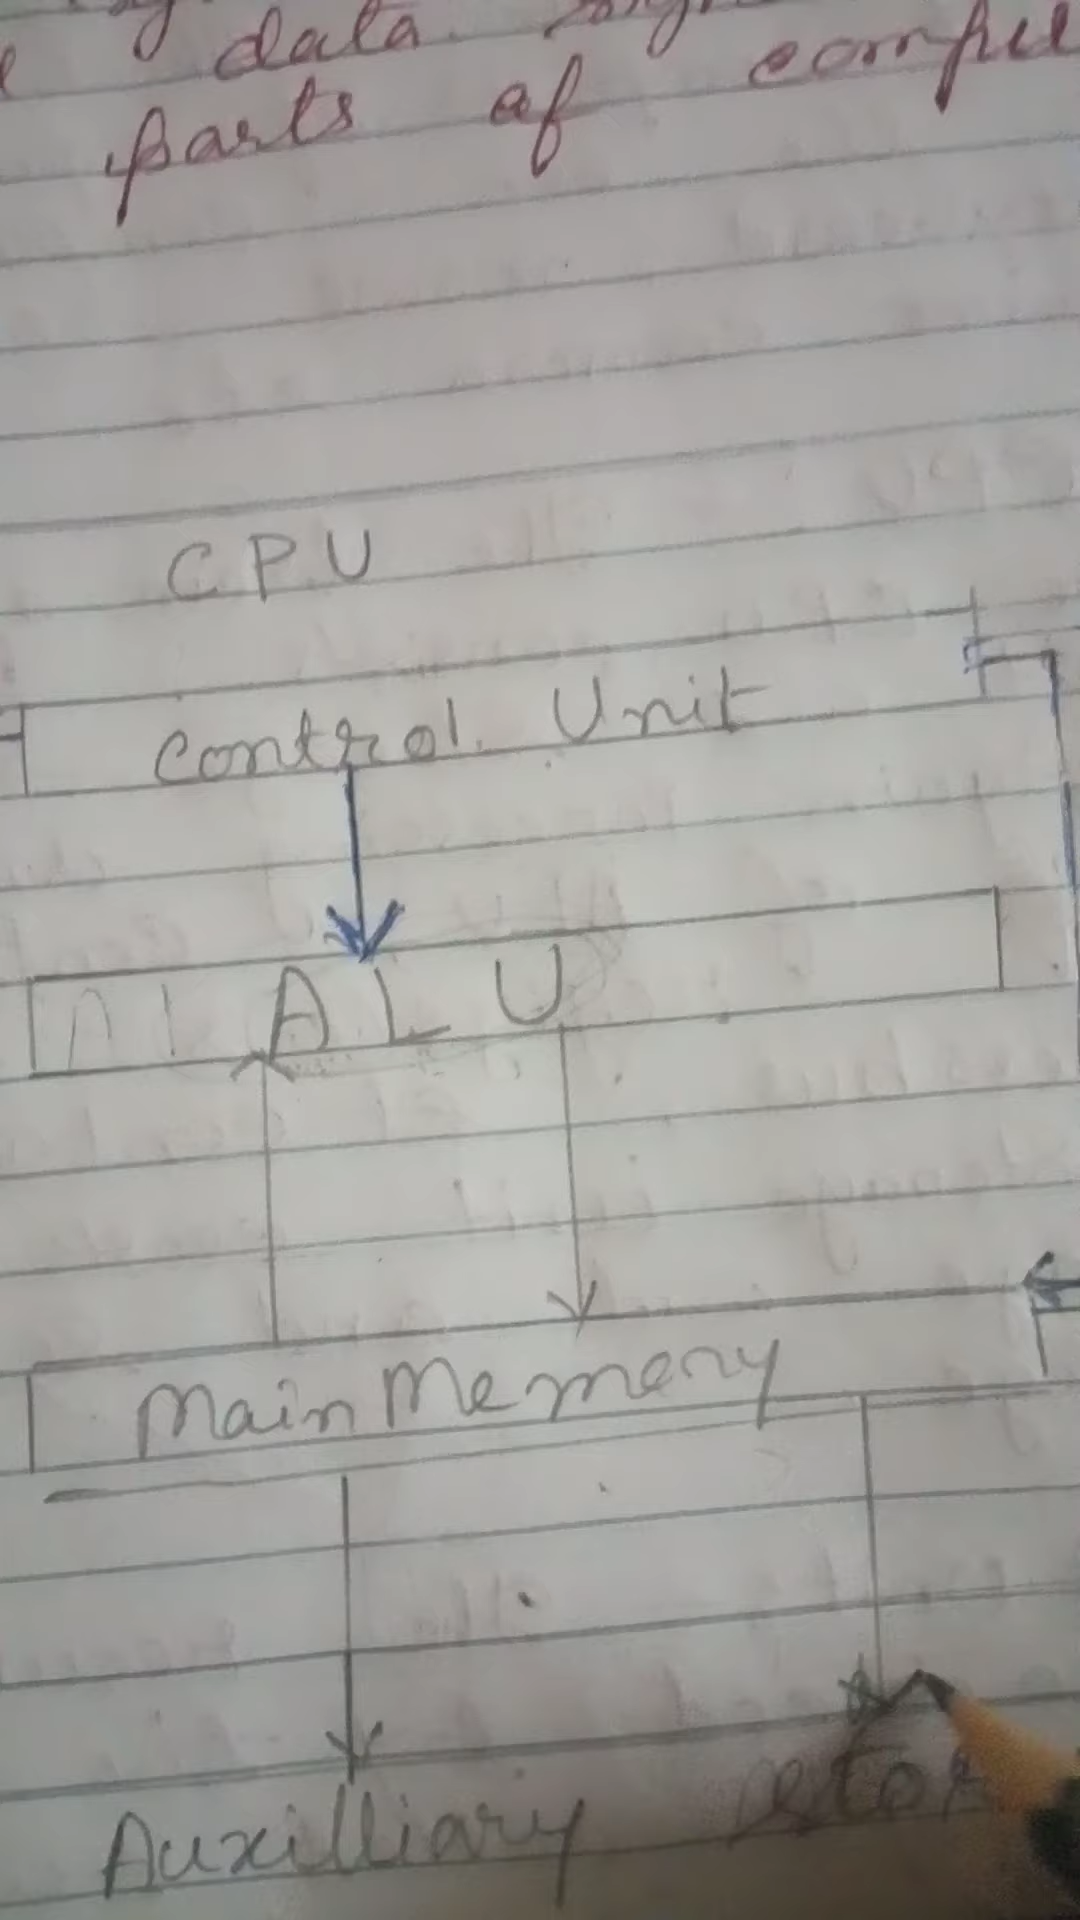 data
parts of
CPU
Control Unit
ALU
Main Memory
Auxilliary